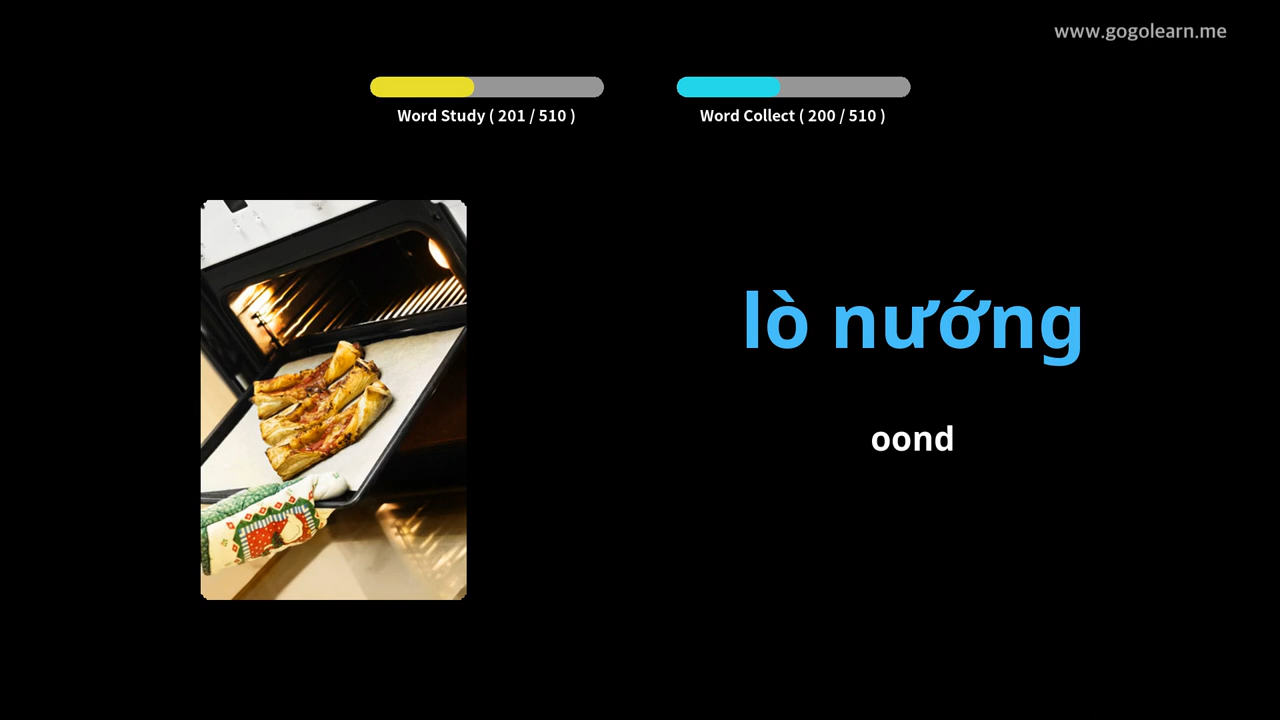 www.gogolearn.me
Word Study ( 201 / 510 )
Word Collect ( 200 / 510 )
lò nướng
oond